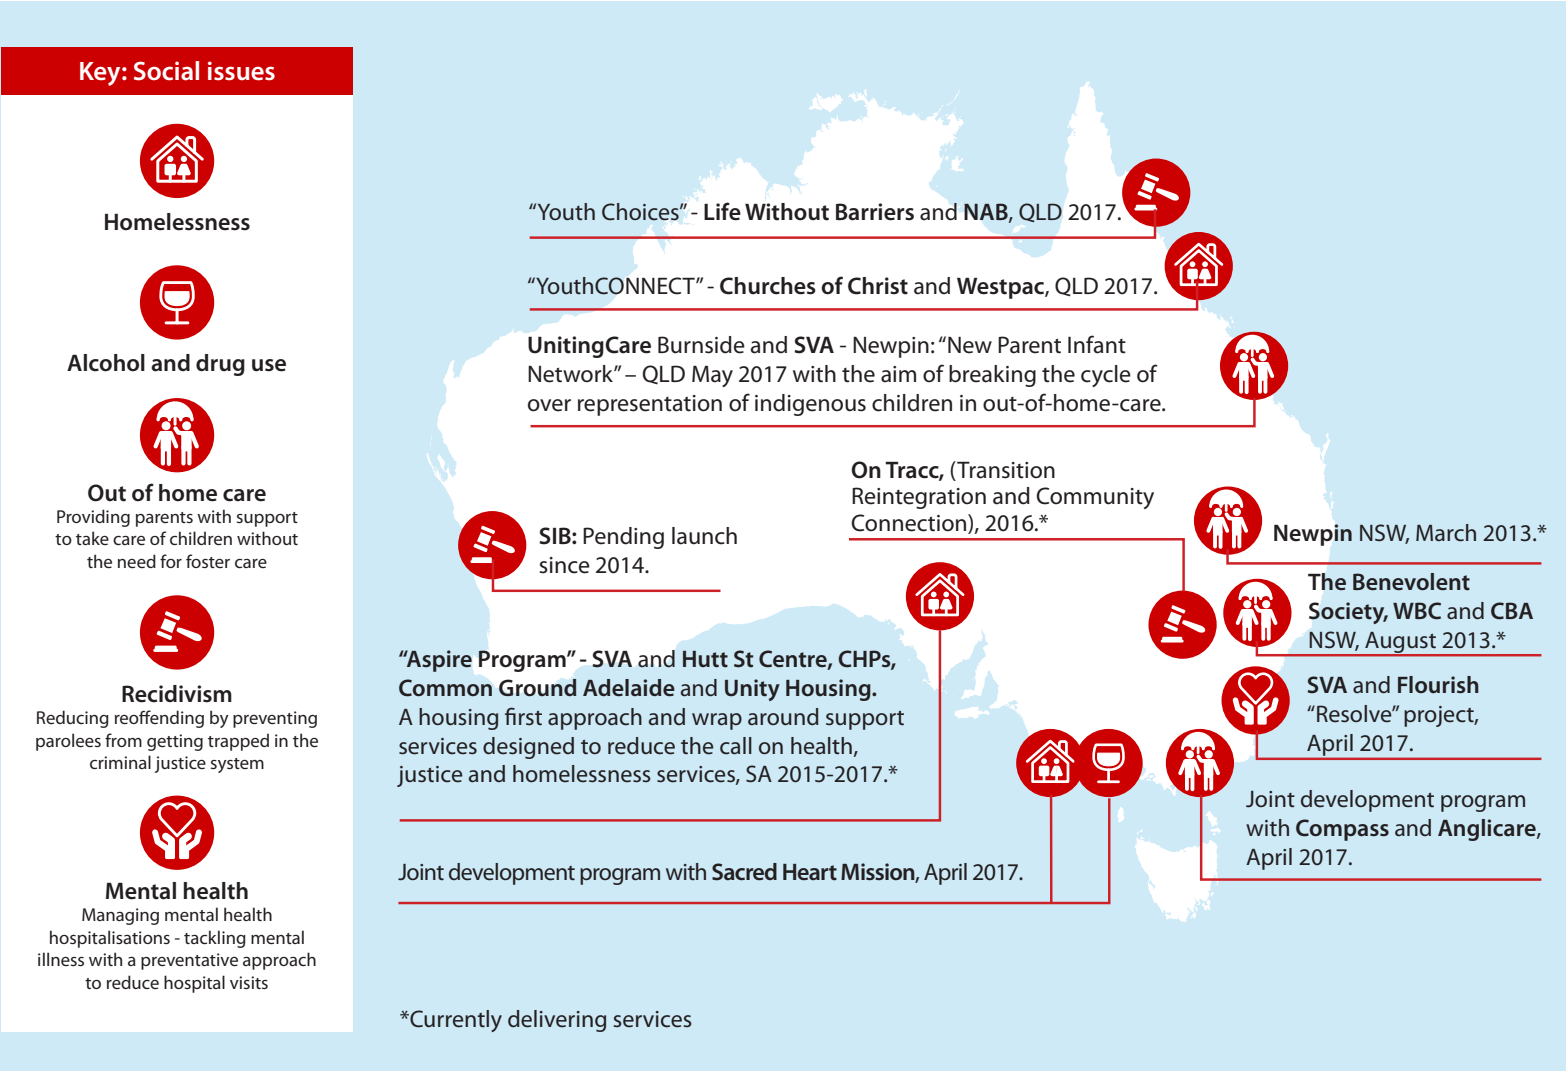 Key: Social issues
Homelessness
Alcohol and drug use
Out of home care
Providing parents with support
to take care of children without
the need for foster care
Recidivism
Reducing reoffending by preventing
parolees from getting trapped in the
criminal justice system
Mental health
Managing mental health
hospitalisations - tackling mental
illness with a preventative approach
to reduce hospital visits
“Youth Choices” - Life Without Barriers and NAB, QLD 2017.
“YouthCONNECT” - Churches of Christ and Westpac, QLD 2017.
UnitingCare Burnside and SVA - Newpin: “New Parent Infant
Network” – QLD May 2017 with the aim of breaking the cycle of
over representation of indigenous children in out-of-home-care.
On Tracc, (Transition
Reintegration and Community
Connection), 2016.*
SIB: Pending launch
since 2014.
Newpin NSW, March 2013.*
The Benevolent
Society, WBC and CBA
NSW, August 2013.*
“Aspire Program” - SVA and Hutt St Centre, CHPs,
Common Ground Adelaide and Unity Housing.
A housing first approach and wrap around support
services designed to reduce the call on health,
justice and homelessness services, SA 2015-2017.*
SVA and Flourish
“Resolve” project,
April 2017.
Joint development program
with Compass and Anglicare,
April 2017.
Joint development program with Sacred Heart Mission, April 2017.
*Currently delivering services